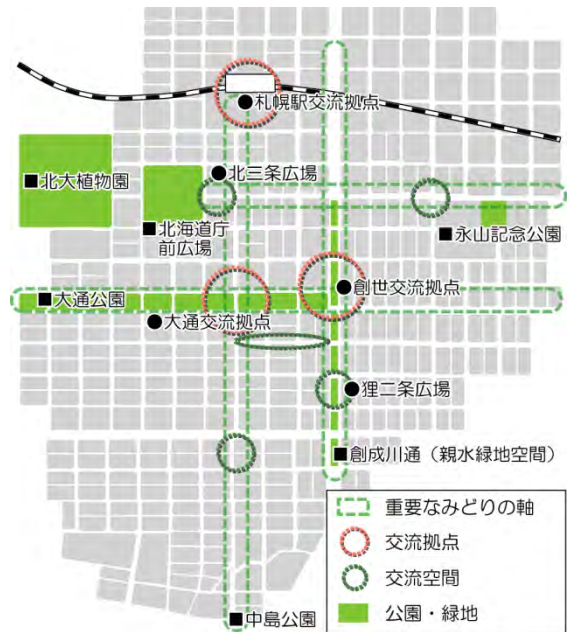 札幌駅交流拠点
北三条広場
北大植物園
北海道庁
前広場
永山記念公園
大通公園
創世交流拠点
大通交流拠点
狸二条広場
創成川通（親水緑地空間）
中島公園
重要なみどりの軸
交流拠点
交流空間
公園・緑地